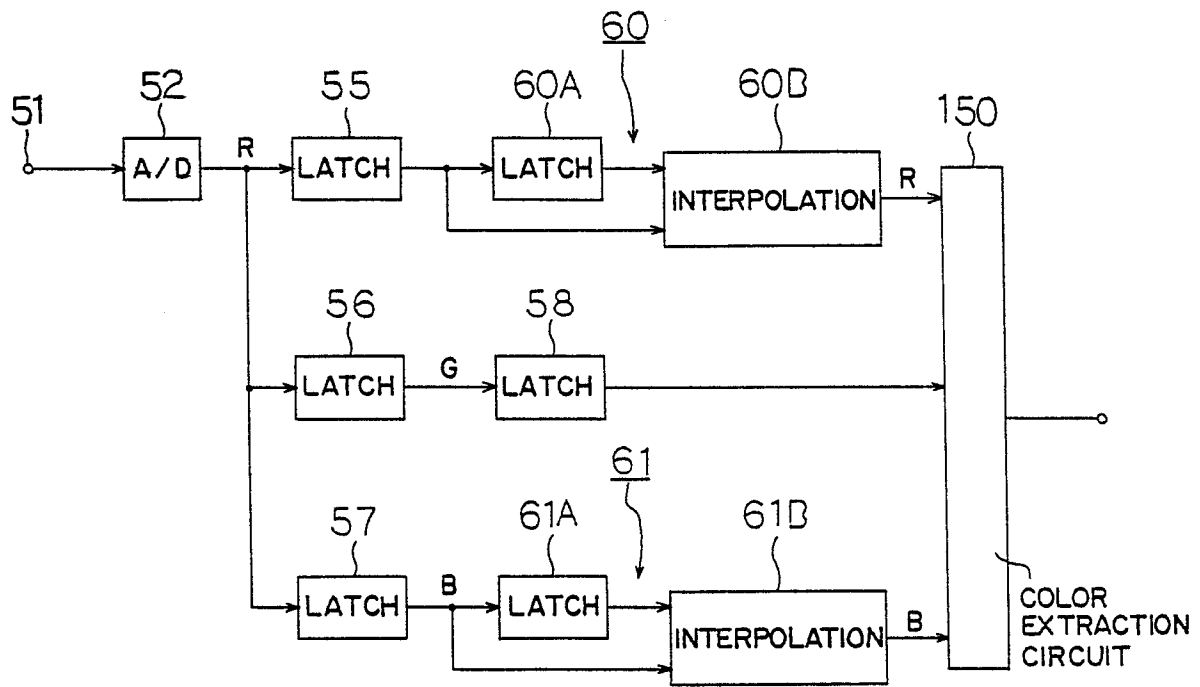 60
51
52
55
60A
60B
150
A/D
R
LATCH
LATCH
INTERPOLATION
R
56
58
LATCH
G
LATCH
61
57
61A
61B
LATCH
B
LATCH
INTERPOLATION
B
COLOR
EXTRACTION
CIRCUIT